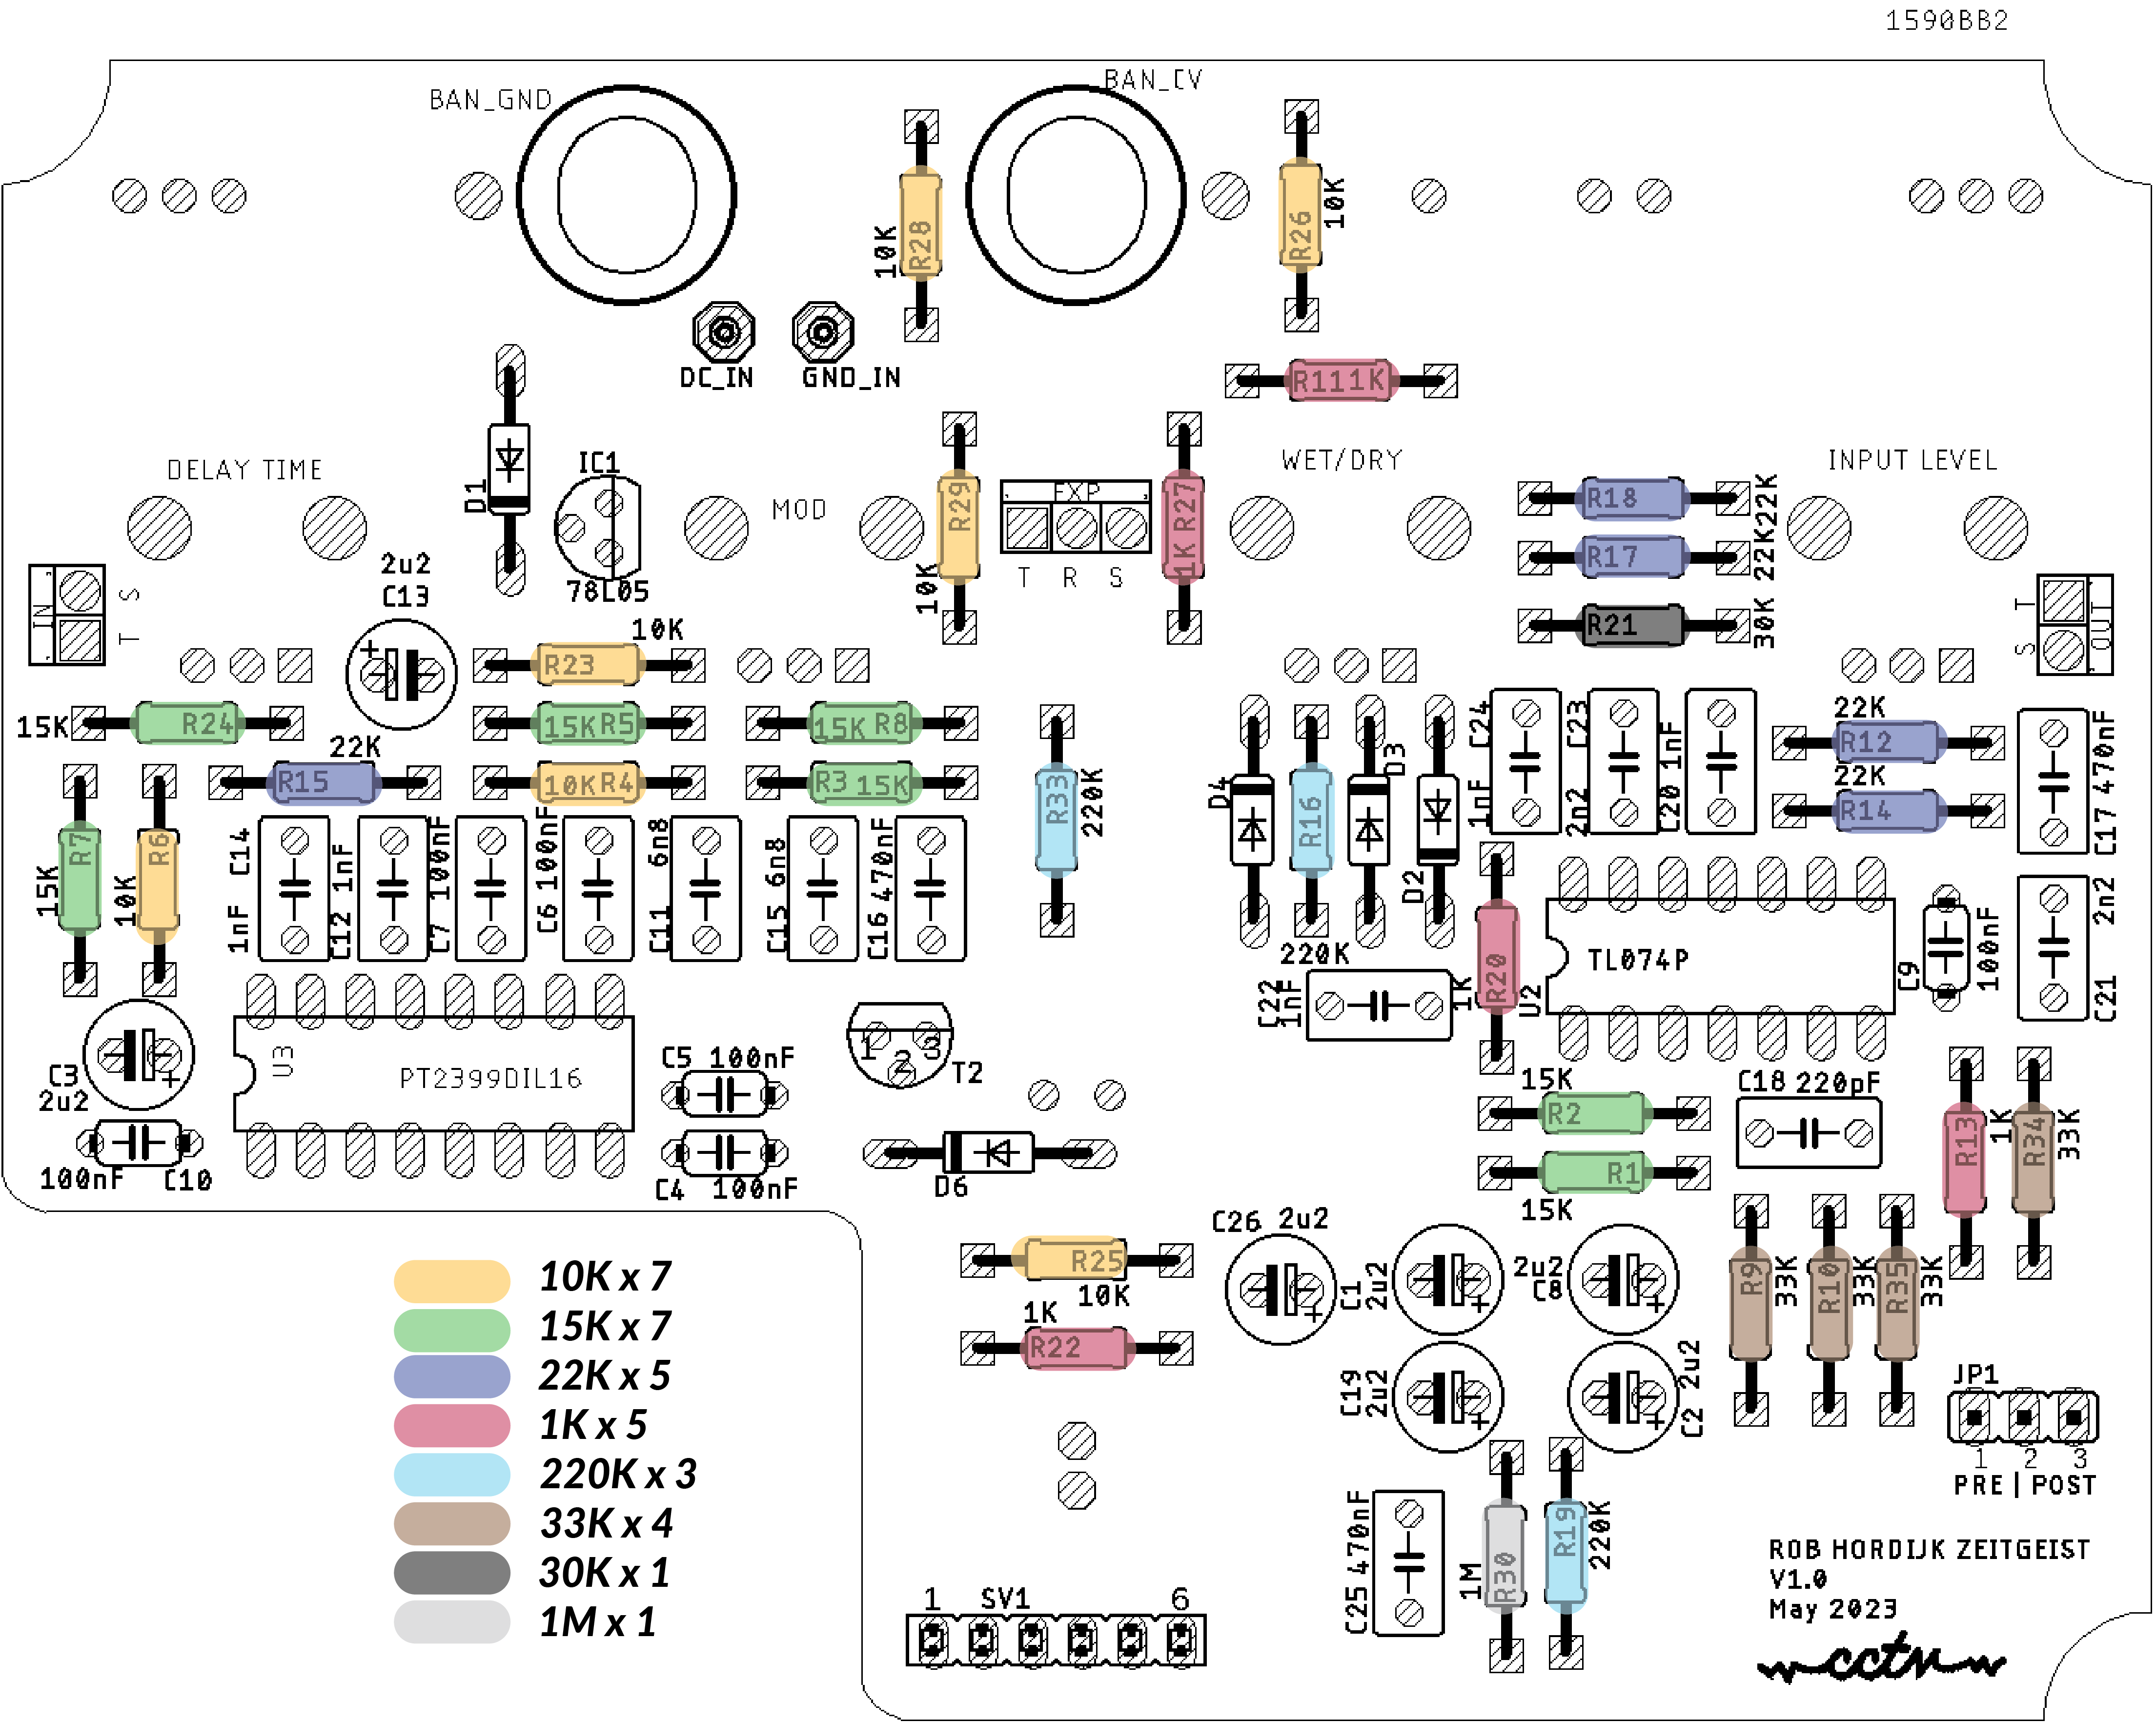 1590BB2
BAN_GND
BAN_CV
10K
R28
R26
10K
DC_IN
GND_IN
R11 1K
DELAY TIME
D1
IC1
78L05
MOD
R29
10K
EXP
T R S
R27
1K
WET/DRY
INPUT LEVEL
R18
22K
R17
22K
R21
30K
IN
S
T
2u2
C13
OUT
T
S
10K
R23
15K
R24
15K R5
15K R8
22K
R15
10K R4
R3 15K
R33
220K
D4
R16
220K
D3
D2
C24
1nF
C23
2n2
C20 1nF
22K
R12
22K
R14
C17 470nF
R7
15K
R6
10K
C14
1nF
C12 1nF
C7 100nF
C6 100nF
C11 6n8
C15 6n8
C16 470nF
C22
1nF
1K
R20
U2
TL074P
C9
100nF
2n2
C21
C3
2u2
100nF
C10
U3
PT2399DIL16
C5 100nF
C4 100nF
1 2 3
T2
D6
15K
R2
R1
15K
C18 220pF
R13
1K
R34
33K
R25
10K
1K
R22
C26 2u2
C1
2u2
2u2
C8
C19
2u2
C2 2u2
R9
33K
R10
33K
R35
33K
JP1
1 2 3
PRE | POST
10K x 7
15K x 7
22K x 5
1K x 5
220K x 3
33K x 4
30K x 1
1M x 1
C25 470nF
1M
R30
R19
220K
1 SV1 6
ROB HORDIJK ZEITGEIST
V1.0
May 2023
cctv